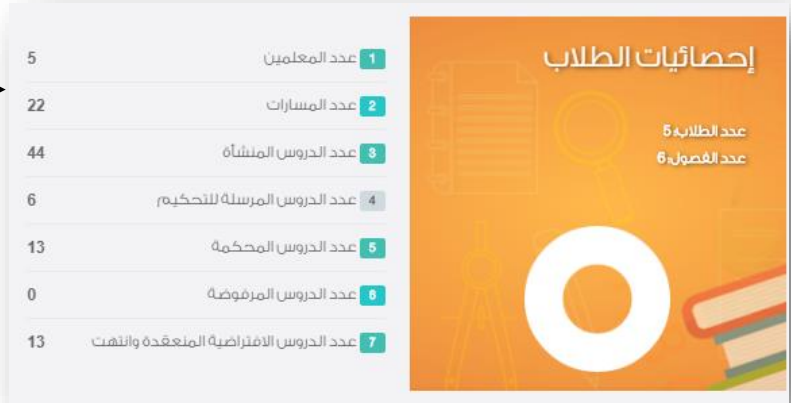 إحصائيات الطلاب
عدد الطلاب: 5
عدد الفصول: 6
1 عدد المعلمين 5
2 عدد المسارات 22
3 عدد الدروس المنشأة 44
4 عدد الدروس المرسلة للتحكيم 6
5 عدد الدروس المحكمة 13
6 عدد الدروس المرفوضة 0
7 عدد الدروس الافتراضية المنعقدة وانتهت 13